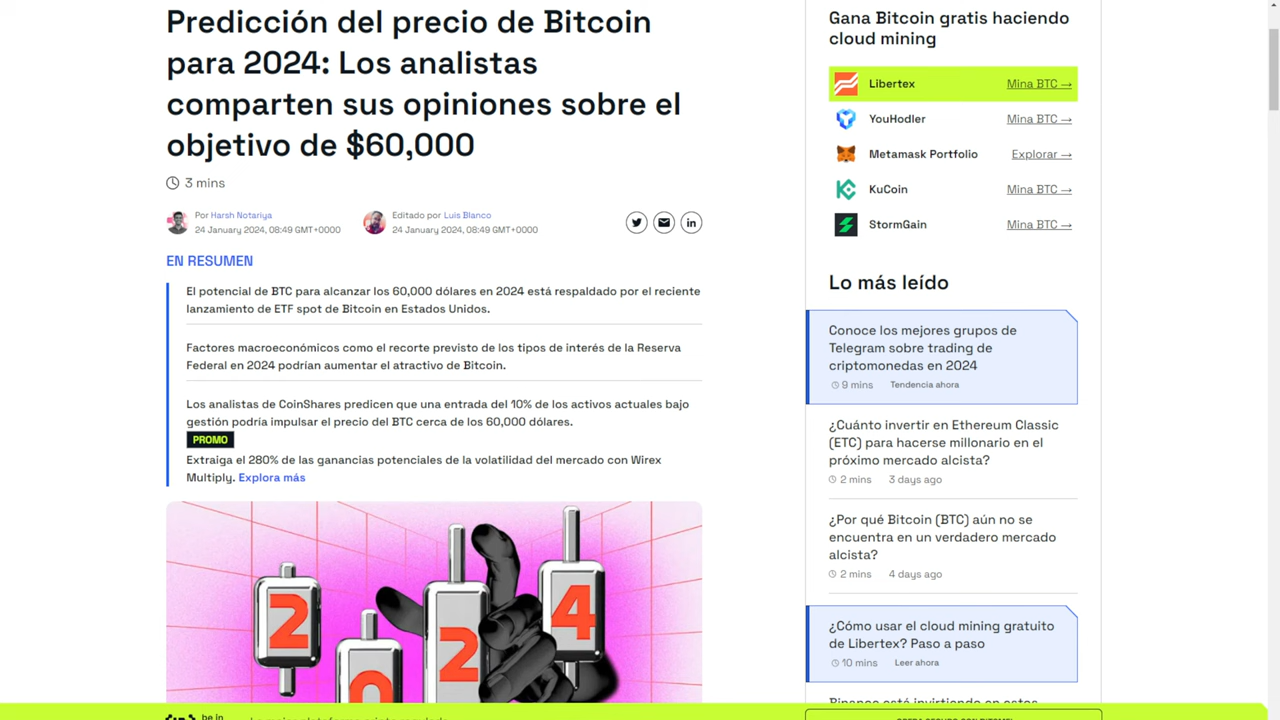 Predicción del precio de Bitcoin
para 2024: Los analistas
comparten sus opiniones sobre el
objetivo de $60,000
3 mins
Por Harsh Notariya
24 January 2024, 08:49 GMT+0000
Editado por Luis Blanco
24 January 2024, 08:49 GMT+0000
in
EN RESUMEN
El potencial de BTC para alcanzar los 60,000 dólares en 2024 está respaldado por el reciente
lanzamiento de ETF spot de Bitcoin en Estados Unidos.
Factores macroeconómicos como el recorte previsto de los tipos de interés de la Reserva
Federal en 2024 podrían aumentar el atractivo de Bitcoin.
Los analistas de CoinShares predicen que una entrada del 10% de los activos actuales bajo
gestión podría impulsar el precio del BTC cerca de los 60,000 dólares.
PROMO
Extraiga el 280% de las ganancias potenciales de la volatilidad del mercado con Wirex
Multiply. Explora más
2
0
2
4
Gana Bitcoin gratis haciendo
cloud mining
Libertex Mina BTC →
YouHodler Mina BTC →
Metamask Portfolio Explorar →
KuCoin Mina BTC →
StormGain Mina BTC →
Lo más leído
Conoce los mejores grupos de
Telegram sobre trading de
criptomonedas en 2024
9 mins Tendencia ahora
¿Cuánto invertir en Ethereum Classic
(ETC) para hacerse millonario en el
próximo mercado alcista?
2 mins 3 days ago
¿Por qué Bitcoin (BTC) aún no se
encuentra en un verdadero mercado
alcista?
2 mins 4 days ago
¿Cómo usar el cloud mining gratuito
de Libertex? Paso a paso
10 mins Leer ahora
Binance está invirtiendo en estos
be in